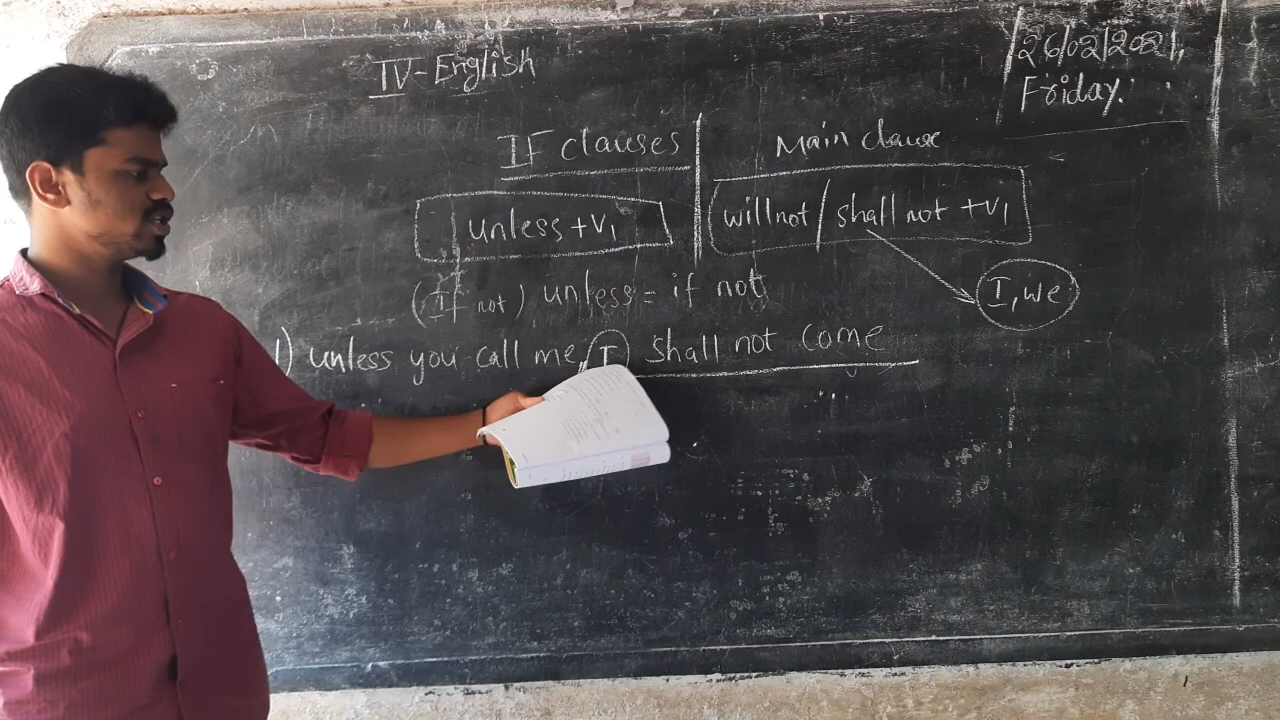 IV-English
26/02/2021,
Friday.
IF clauses | Main clause
unless + V1 | will not / shall not + V1
(If not) unless = if not
I, we
1) unless you call me, I shall not come